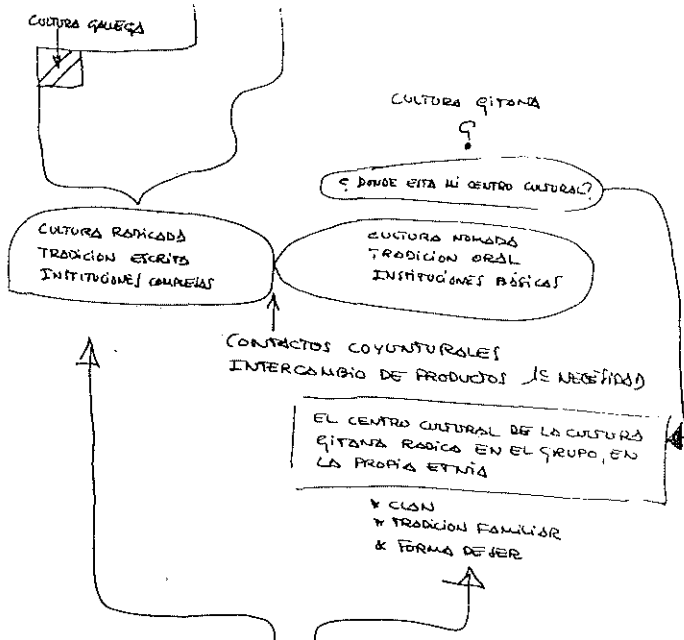 CULTURA GALLEGA
CULTURA GITANA
?
¿ DONDE ESTA MI CENTRO CULTURAL?
CULTURA RADICADA
TRADICION ESCRITA
INSTITUCIONES COMPLEJAS
CULTURA NOMADA
TRADICION ORAL
INSTITUCIONES BÁSICAS
CONTACTOS COYUNTURALES
INTERCAMBIO DE PRODUCTOS DE NECESIDAD
EL CENTRO CULTURAL DE LA CULTURA
GITANA RADICA EN EL GRUPO, EN
LA PROPIA ETNIA
* CLAN
* TRADICION FAMILIAR
* FORMA DE SER